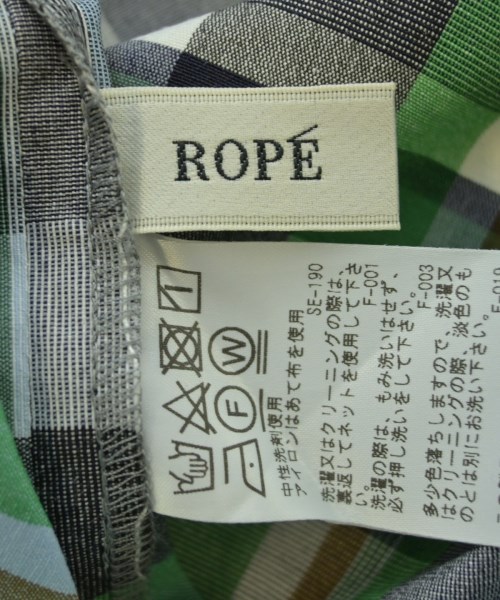 ROPÉ
W
F
中性洗剤使用
アイロンはあて布を使用
SE-190
洗濯又はクリーニングの際は、
裏返してネットを使用して下さ
い。
F-001
洗濯の際は、もみ洗いはせず、
必ず押し洗いをして下さい。
F-003
多少色落ちしますので、洗濯又
はクリーニングの際、淡色のも
のとは別にお洗い下さい。